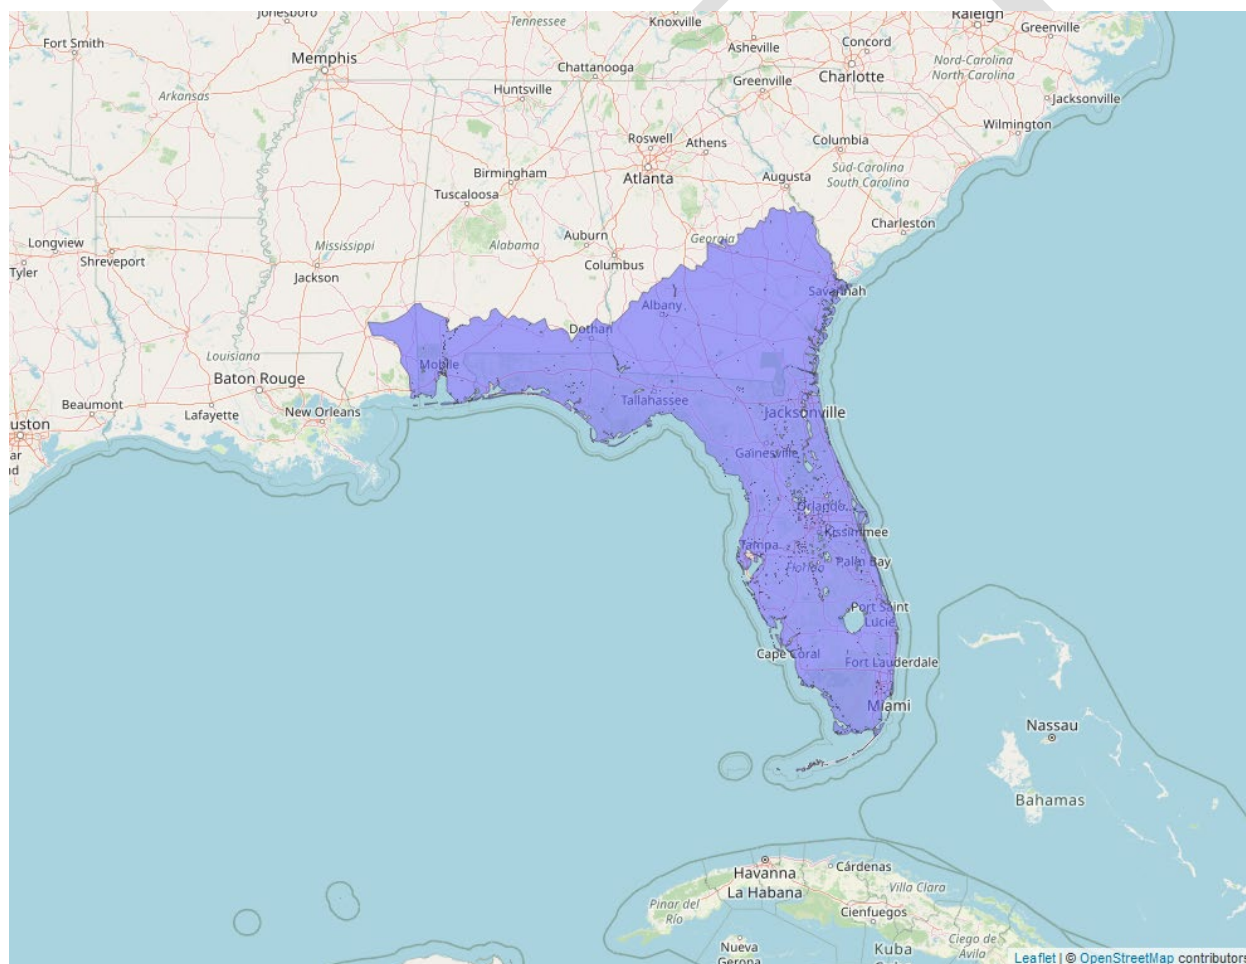 Jonesboro
Tennessee
Knoxville
Raleigh
Greenville
Fort Smith
Memphis
Asheville
Concord
Chattanooga
Charlotte
Nord-Carolina
North Carolina
Arkansas
Huntsville
Greenville
Jacksonville
Wilmington
Roswell
Athens
Columbia
Birmingham
Atlanta
Augusta
Süd-Carolina
South Carolina
Tuscaloosa
Charleston
Longview
Mississippi
Alabama
Auburn
Georgia
Tyler
Shreveport
Jackson
Columbus
Savannah
Albany
Dothan
Louisiana
Mobile
Baton Rouge
Tallahassee
Beaumont
Lafayette
New Orleans
Jacksonville
uston
ar
nd
Gainesville
Orlando
Kissimmee
Tampa
Florida
Palm Bay
Port Saint
Lucie
Cape Coral
Fort Lauderdale
Miami
Nassau
Bahamas
Havanna
La Habana
Cárdenas
Villa Clara
Pinar del
Río
Cienfuegos
Ciego de
Ávila
Nueva
Gerona
Kuba
Leaflet | © OpenStreetMap contributors